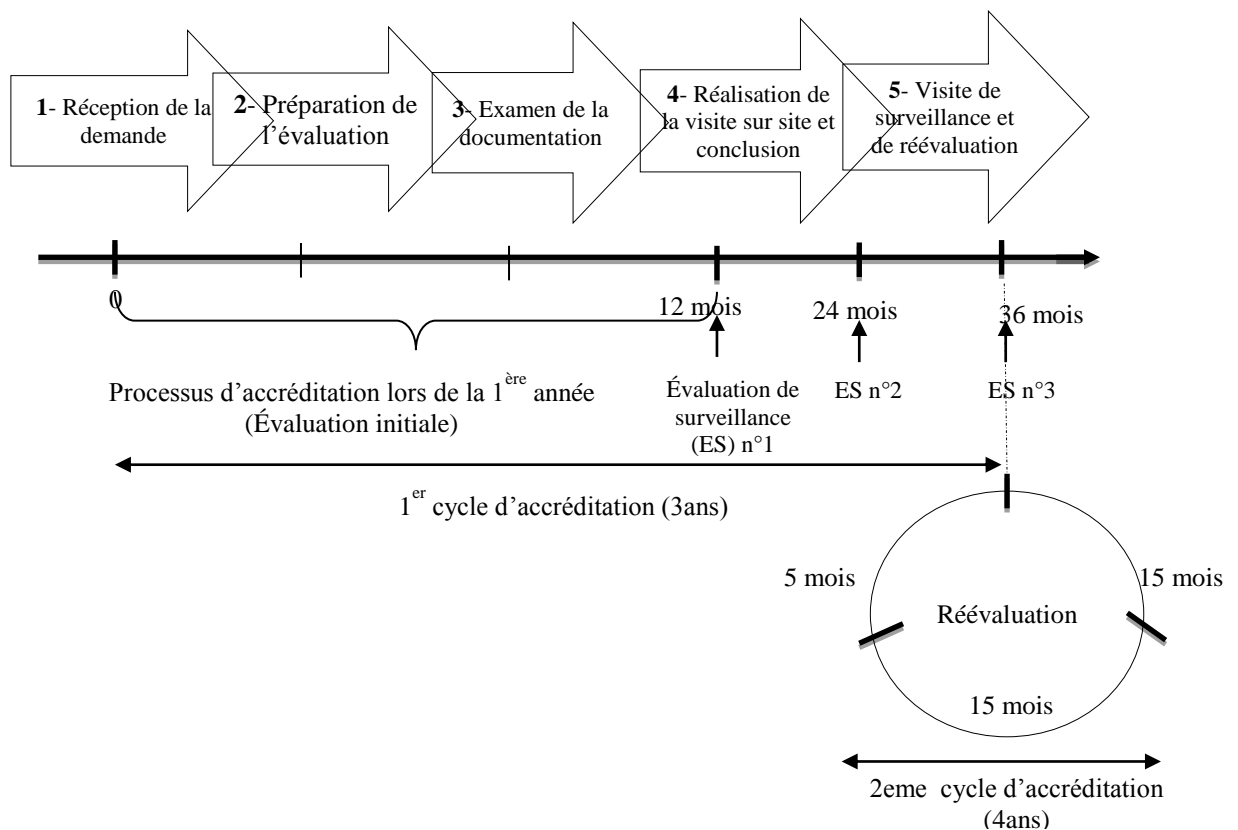 1- Réception de la
demande
2- Préparation de
l’évaluation
3- Examen de la
documentation
4- Réalisation de
la visite sur site et
conclusion
5- Visite de
surveillance et
de réévaluation
0
12 mois
24 mois
36 mois
Processus d’accréditation lors de la 1ère année
(Évaluation initiale)
Évaluation de
surveillance
(ES) n°1
ES n°2
ES n°3
1er cycle d’accréditation (3ans)
5 mois
15 mois
Réévaluation
15 mois
2eme cycle d’accréditation
(4ans)